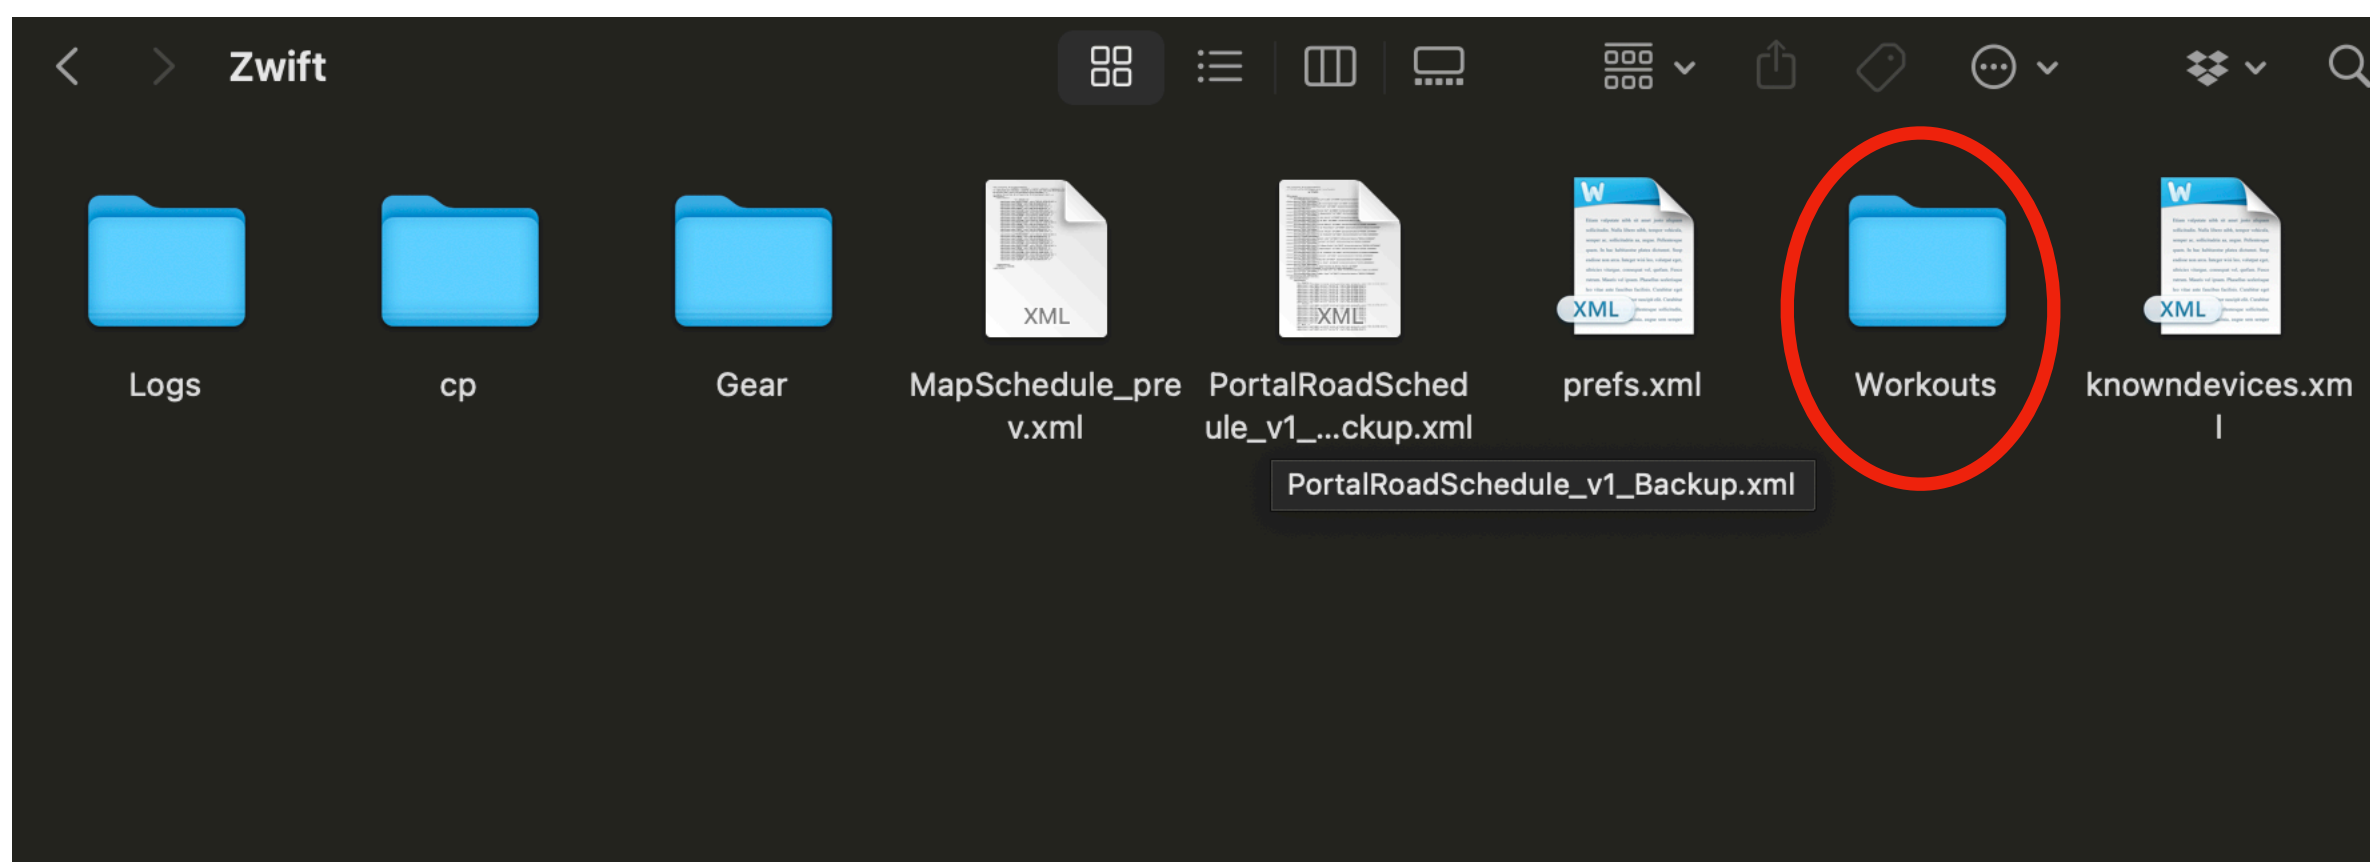 Zwift
Logs
cp
Gear
MapSchedule_pre
v.xml
PortalRoadSched
ule_v1_...ckup.xml
prefs.xml
Workouts
knowndevices.xm
l
PortalRoadSchedule_v1_Backup.xml
XML
XML
W
XML
W
XML